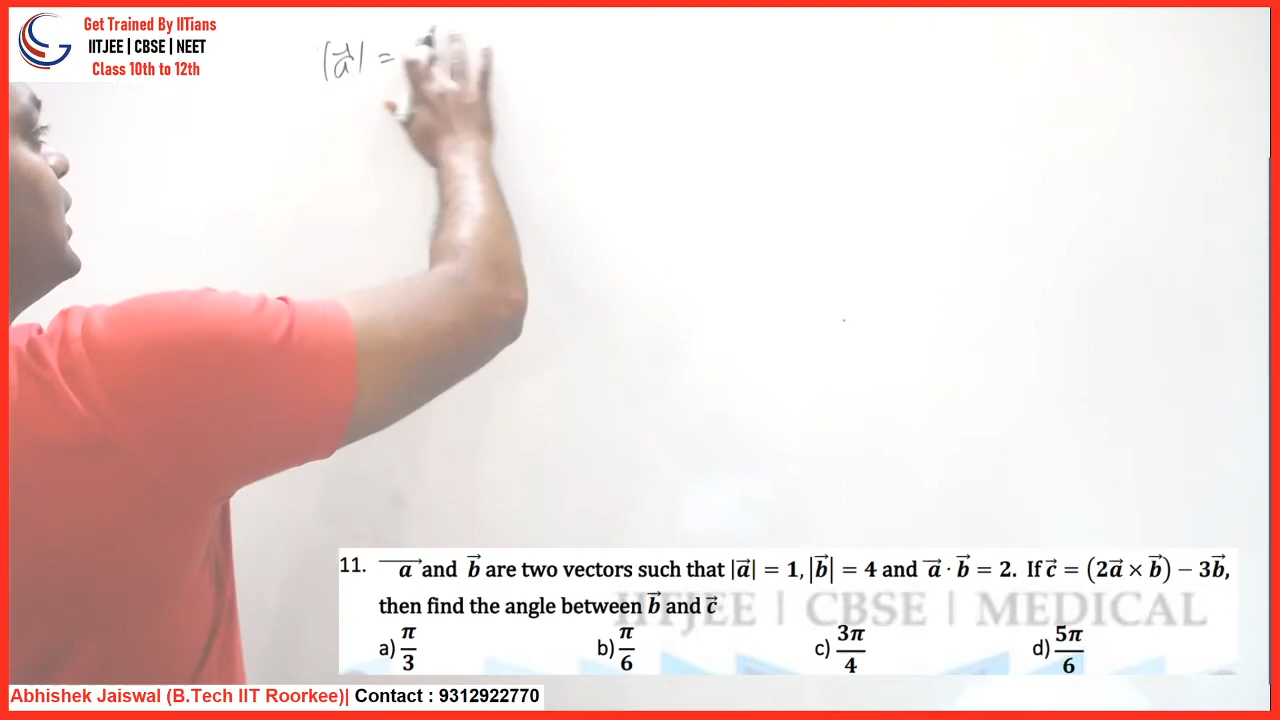 Get Trained By IITians
IITJEE | CBSE | NEET
Class 10th to 12th
|a⃗| =
11. a⃗ and b⃗ are two vectors such that |a⃗| = 1, |b⃗| = 4 and a⃗ · b⃗ = 2. If c⃗ = (2a⃗ × b⃗) − 3b⃗,
then find the angle between b⃗ and c⃗
IITJEE | CBSE | MEDICAL
a) π/3 b) π/6 c) 3π/4 d) 5π/6
Abhishek Jaiswal (B.Tech IIT Roorkee)| Contact : 9312922770